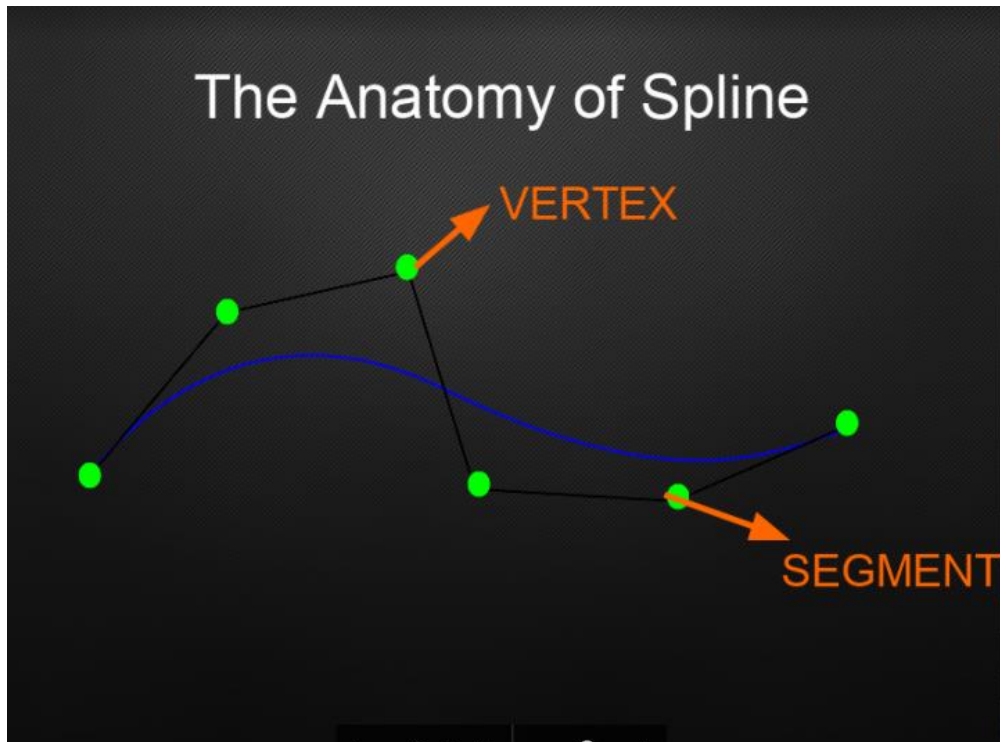 The Anatomy of Spline
VERTEX
SEGMENT